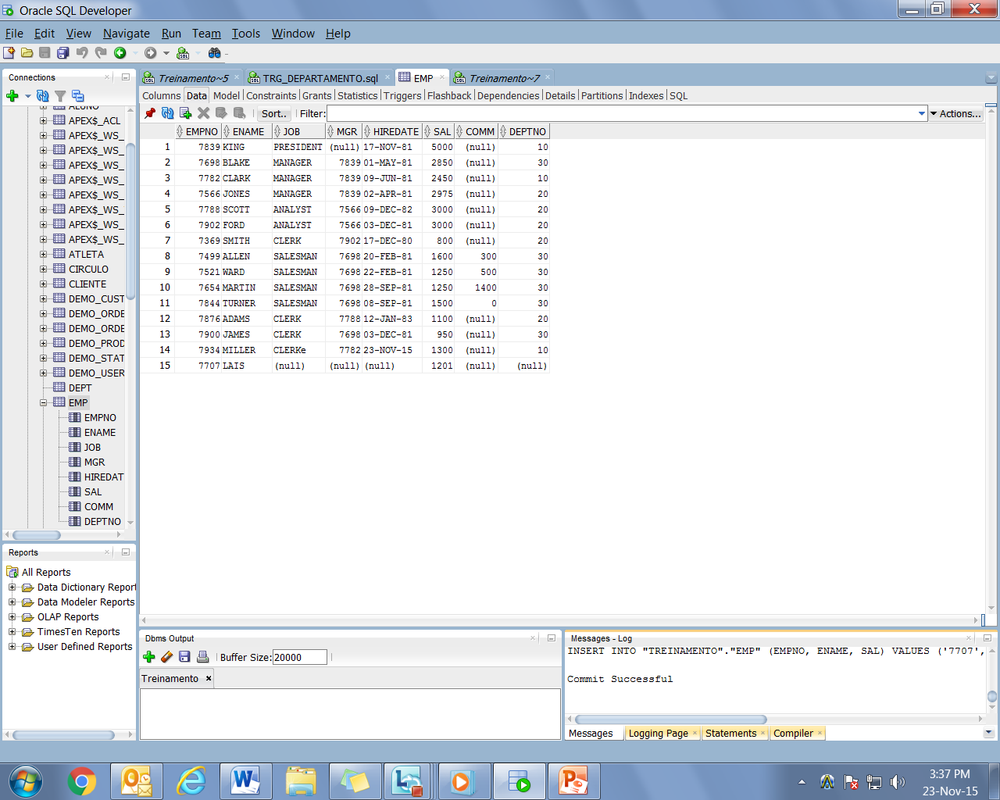 Oracle SQL Developer
File Edit View Navigate Run Team Tools Window Help
Connections
ALUNO
APEX$_ACL
APEX$_WS_
APEX$_WS_
APEX$_WS_
APEX$_WS_
APEX$_WS_
APEX$_WS_
APEX$_WS_
APEX$_WS_
ATLETA
CIRCULO
CLIENTE
DEMO_CUST
DEMO_ORDE
DEMO_ORDE
DEMO_PROD
DEMO_STAT
DEMO_USER
DEPT
EMP
EMPNO
ENAME
JOB
MGR
HIREDAT
SAL
COMM
DEPTNO
Reports
All Reports
Data Dictionary Report
Data Modeler Reports
OLAP Reports
TimesTen Reports
User Defined Reports
Treinamento~5 TRG_DEPARTAMENTO.sql EMP Treinamento~7
Columns Data Model Constraints Grants Statistics Triggers Flashback Dependencies Details Partitions Indexes SQL
Sort.. Filter: Actions...
EMPNO ENAME JOB MGR HIREDATE SAL COMM DEPTNO
1 7839 KING PRESIDENT (null) 17-NOV-81 5000 (null) 10
2 7698 BLAKE MANAGER 7839 01-MAY-81 2850 (null) 30
3 7782 CLARK MANAGER 7839 09-JUN-81 2450 (null) 10
4 7566 JONES MANAGER 7839 02-APR-81 2975 (null) 20
5 7788 SCOTT ANALYST 7566 09-DEC-82 3000 (null) 20
6 7902 FORD ANALYST 7566 03-DEC-81 3000 (null) 20
7 7369 SMITH CLERK 7902 17-DEC-80 800 (null) 20
8 7499 ALLEN SALESMAN 7698 20-FEB-81 1600 300 30
9 7521 WARD SALESMAN 7698 22-FEB-81 1250 500 30
10 7654 MARTIN SALESMAN 7698 28-SEP-81 1250 1400 30
11 7844 TURNER SALESMAN 7698 08-SEP-81 1500 0 30
12 7876 ADAMS CLERK 7788 12-JAN-83 1100 (null) 20
13 7900 JAMES CLERK 7698 03-DEC-81 950 (null) 30
14 7934 MILLER CLERKe 7782 23-NOV-15 1300 (null) 10
15 7707 LAIS (null) (null) (null) 1201 (null) (null)
Dbms Output
Buffer Size: 20000
Treinamento
Messages - Log
INSERT INTO "TREINAMENTO"."EMP" (EMPNO, ENAME, SAL) VALUES ('7707',
Commit Successful
Messages Logging Page Statements Compiler
3:37 PM
23-Nov-15